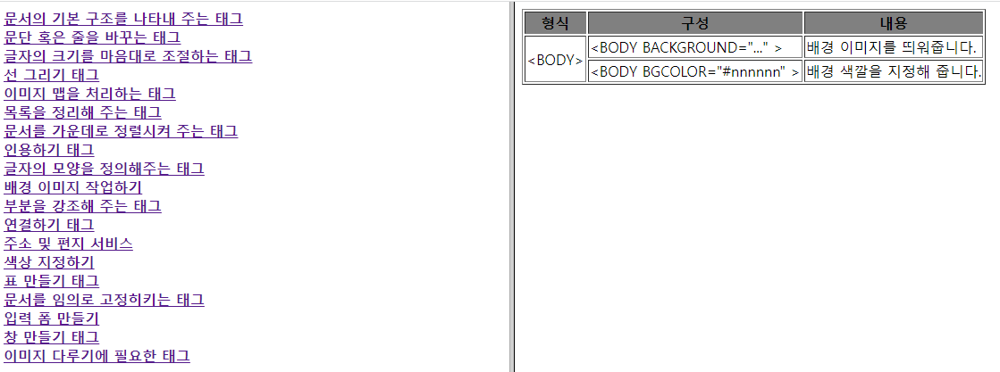 문서의 기본 구조를 나타내 주는 태그
문단 혹은 줄을 바꾸는 태그
글자의 크기를 마음대로 조절하는 태그
선 그리기 태그
이미지 맵을 처리하는 태그
목록을 정리해 주는 태그
문서를 가운데로 정렬시켜 주는 태그
인용하기 태그
글자의 모양을 정의해주는 태그
배경 이미지 작업하기
부분을 강조해 주는 태그
연결하기 태그
주소 및 편지 서비스
색상 지정하기
표 만들기 태그
문서를 임의로 고정히키는 태그
입력 폼 만들기
창 만들기 태그
이미지 다루기에 필요한 태그
형식 구성 내용
<BODY>
<BODY BACKGROUND="..." > 배경 이미지를 띄워줍니다.
<BODY BGCOLOR="#nnnnnn" > 배경 색깔을 지정해 줍니다.